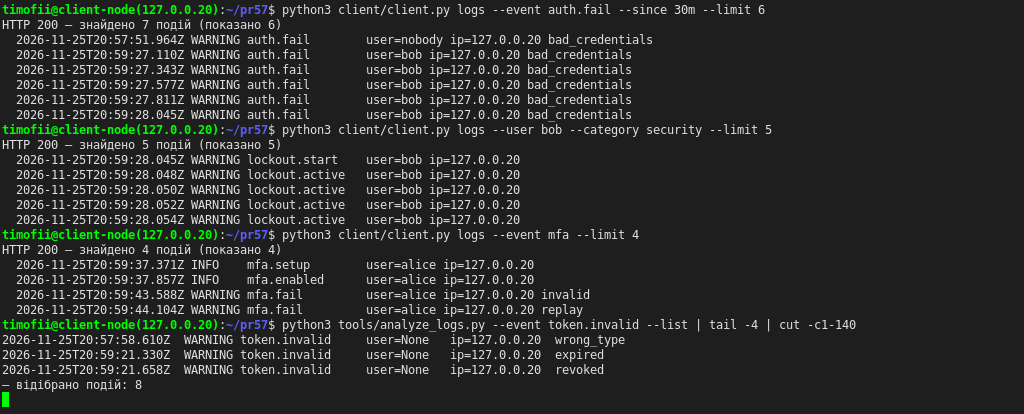 timofii@client-node(127.0.0.20):~/pr57$ python3 client/client.py logs --event auth.fail --since 30m --limit 6
HTTP 200 — знайдено 7 подій (показано 6)
  2026-11-25T20:57:51.964Z WARNING auth.fail        user=nobody ip=127.0.0.20 bad_credentials
  2026-11-25T20:59:27.110Z WARNING auth.fail        user=bob ip=127.0.0.20 bad_credentials
  2026-11-25T20:59:27.343Z WARNING auth.fail        user=bob ip=127.0.0.20 bad_credentials
  2026-11-25T20:59:27.577Z WARNING auth.fail        user=bob ip=127.0.0.20 bad_credentials
  2026-11-25T20:59:27.811Z WARNING auth.fail        user=bob ip=127.0.0.20 bad_credentials
  2026-11-25T20:59:28.045Z WARNING auth.fail        user=bob ip=127.0.0.20 bad_credentials
timofii@client-node(127.0.0.20):~/pr57$ python3 client/client.py logs --user bob --category security --limit 5
HTTP 200 — знайдено 5 подій (показано 5)
  2026-11-25T20:59:28.045Z WARNING lockout.start    user=bob ip=127.0.0.20
  2026-11-25T20:59:28.048Z WARNING lockout.active   user=bob ip=127.0.0.20
  2026-11-25T20:59:28.050Z WARNING lockout.active   user=bob ip=127.0.0.20
  2026-11-25T20:59:28.052Z WARNING lockout.active   user=bob ip=127.0.0.20
  2026-11-25T20:59:28.054Z WARNING lockout.active   user=bob ip=127.0.0.20
timofii@client-node(127.0.0.20):~/pr57$ python3 client/client.py logs --event mfa --limit 4
HTTP 200 — знайдено 4 подій (показано 4)
  2026-11-25T20:59:37.371Z INFO    mfa.setup        user=alice ip=127.0.0.20
  2026-11-25T20:59:37.857Z INFO    mfa.enabled      user=alice ip=127.0.0.20
  2026-11-25T20:59:43.588Z WARNING mfa.fail         user=alice ip=127.0.0.20 invalid
  2026-11-25T20:59:44.104Z WARNING mfa.fail         user=alice ip=127.0.0.20 replay
timofii@client-node(127.0.0.20):~/pr57$ python3 tools/analyze_logs.py --event token.invalid --list | tail -4 | cut -c1-140
2026-11-25T20:57:58.610Z  WARNING token.invalid     user=None   ip=127.0.0.20  wrong_type
2026-11-25T20:59:21.330Z  WARNING token.invalid     user=None   ip=127.0.0.20  expired
2026-11-25T20:59:21.658Z  WARNING token.invalid     user=None   ip=127.0.0.20  revoked
— відібрано подій: 8